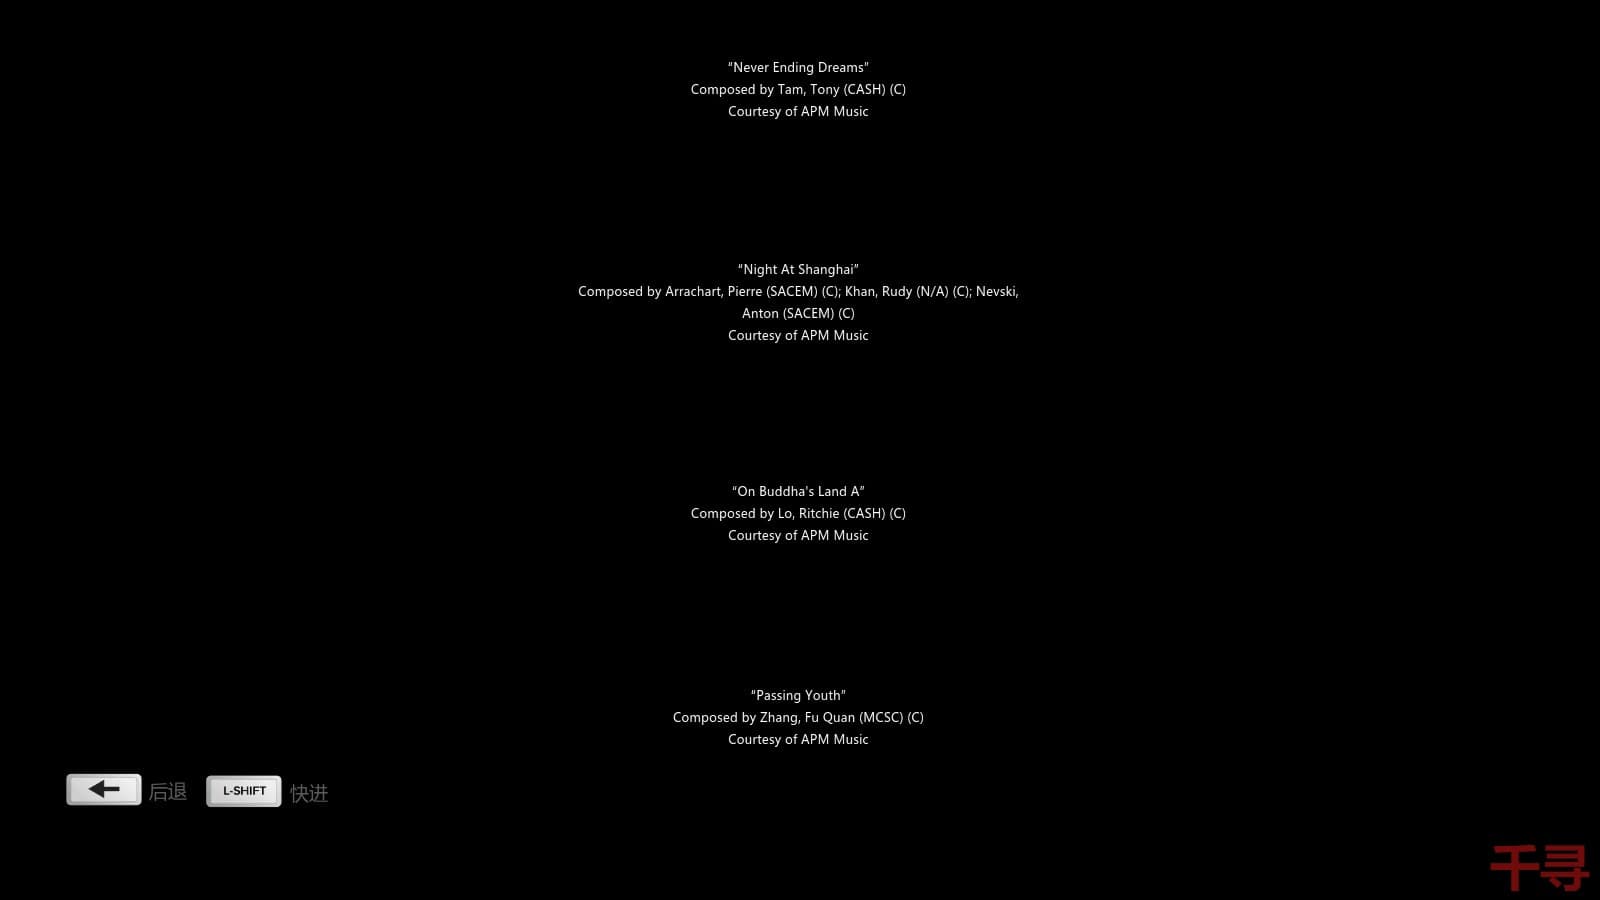 “Never Ending Dreams”
Composed by Tam, Tony (CASH) (C)
Courtesy of APM Music
“Night At Shanghai”
Composed by Arrachart, Pierre (SACEM) (C); Khan, Rudy (N/A) (C); Nevski,
Anton (SACEM) (C)
Courtesy of APM Music
“On Buddha's Land A”
Composed by Lo, Ritchie (CASH) (C)
Courtesy of APM Music
“Passing Youth”
Composed by Zhang, Fu Quan (MCSC) (C)
Courtesy of APM Music
后退 L-SHIFT 快进
千寻